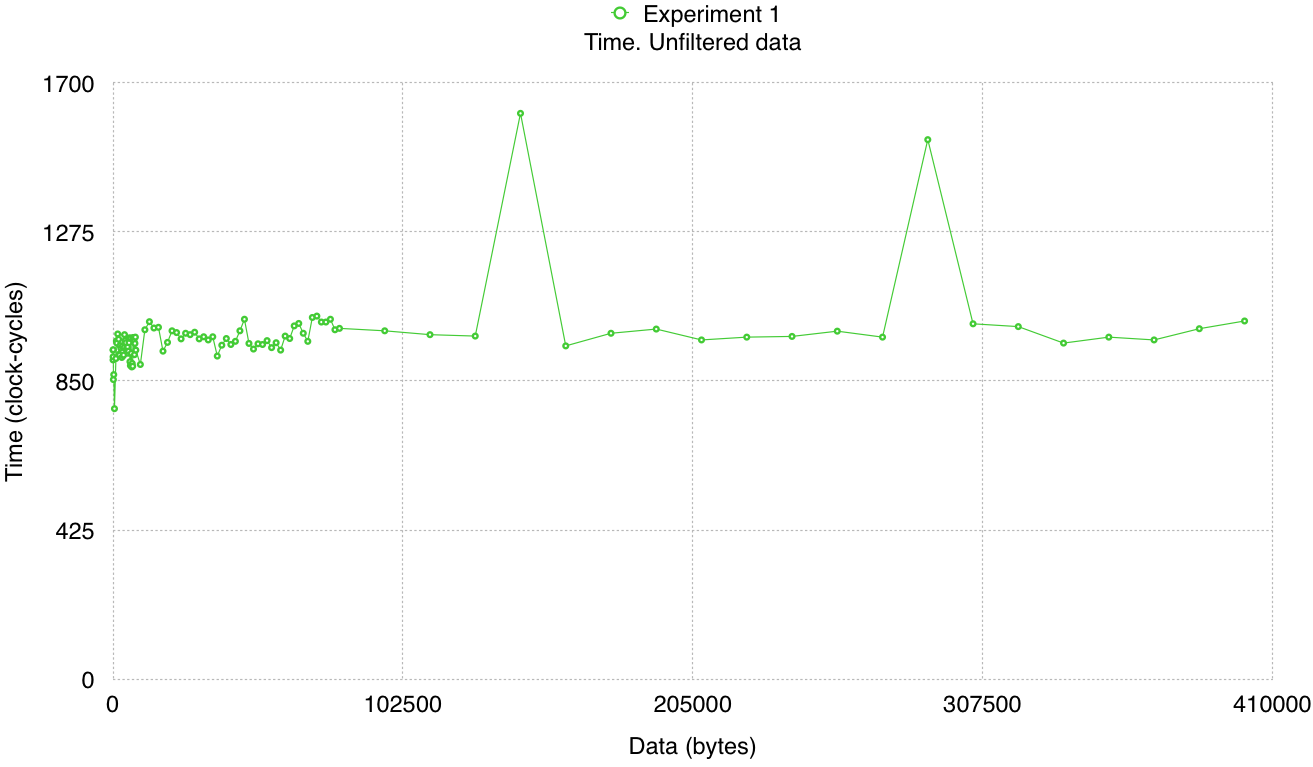 Experiment 1
Time. Unfiltered data
1700
1275
850
425
0
Time (clock-cycles)
0 102500 205000 307500 410000
Data (bytes)